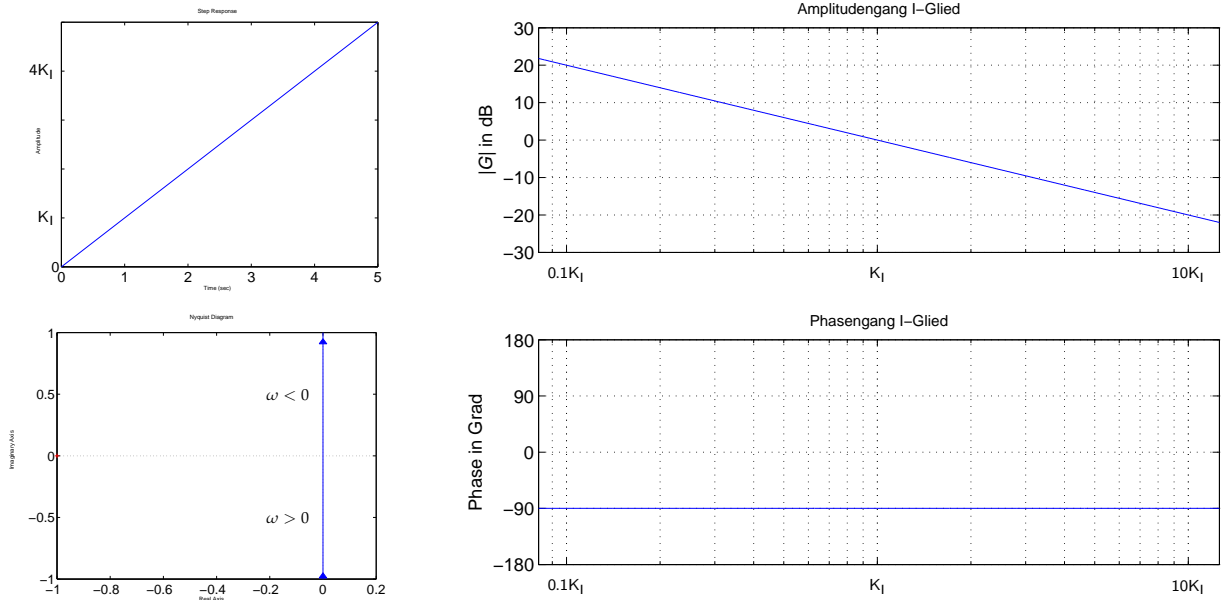 Step Response
Amplitude
4K_I
K_I
0
0 1 2 3 4 5
Time (sec)
Amplitudengang I−Glied
|G| in dB
30
20
10
0
−10
−20
−30
0.1K_I K_I 10K_I
Nyquist Diagram
Imaginary Axis
1
0.5
0
−0.5
−1
ω < 0
ω > 0
−1 −0.8 −0.6 −0.4 −0.2 0 0.2
Real Axis
Phasengang I−Glied
Phase in Grad
180
90
0
−90
−180
0.1K_I K_I 10K_I